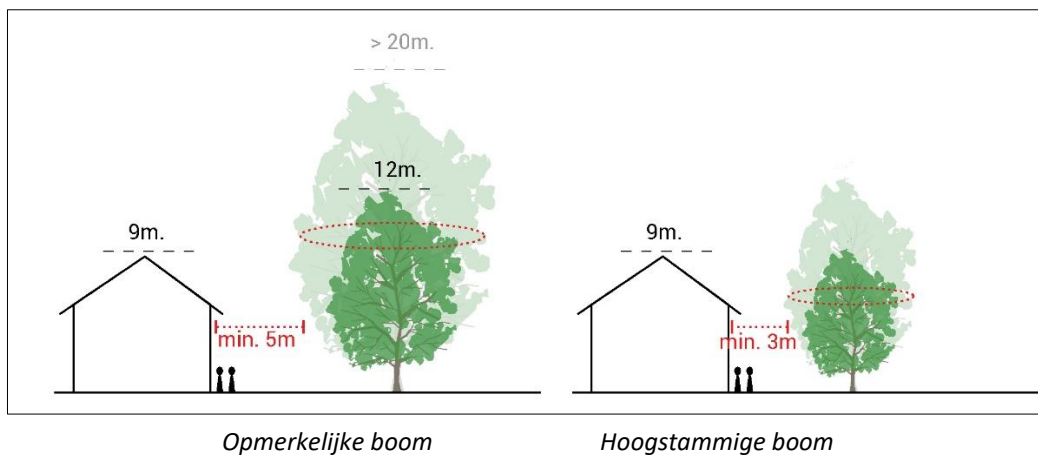 > 20m.
12m.
9m.
min. 5m
9m.
min. 3m
Opmerkelijke boom
Hoogstammige boom